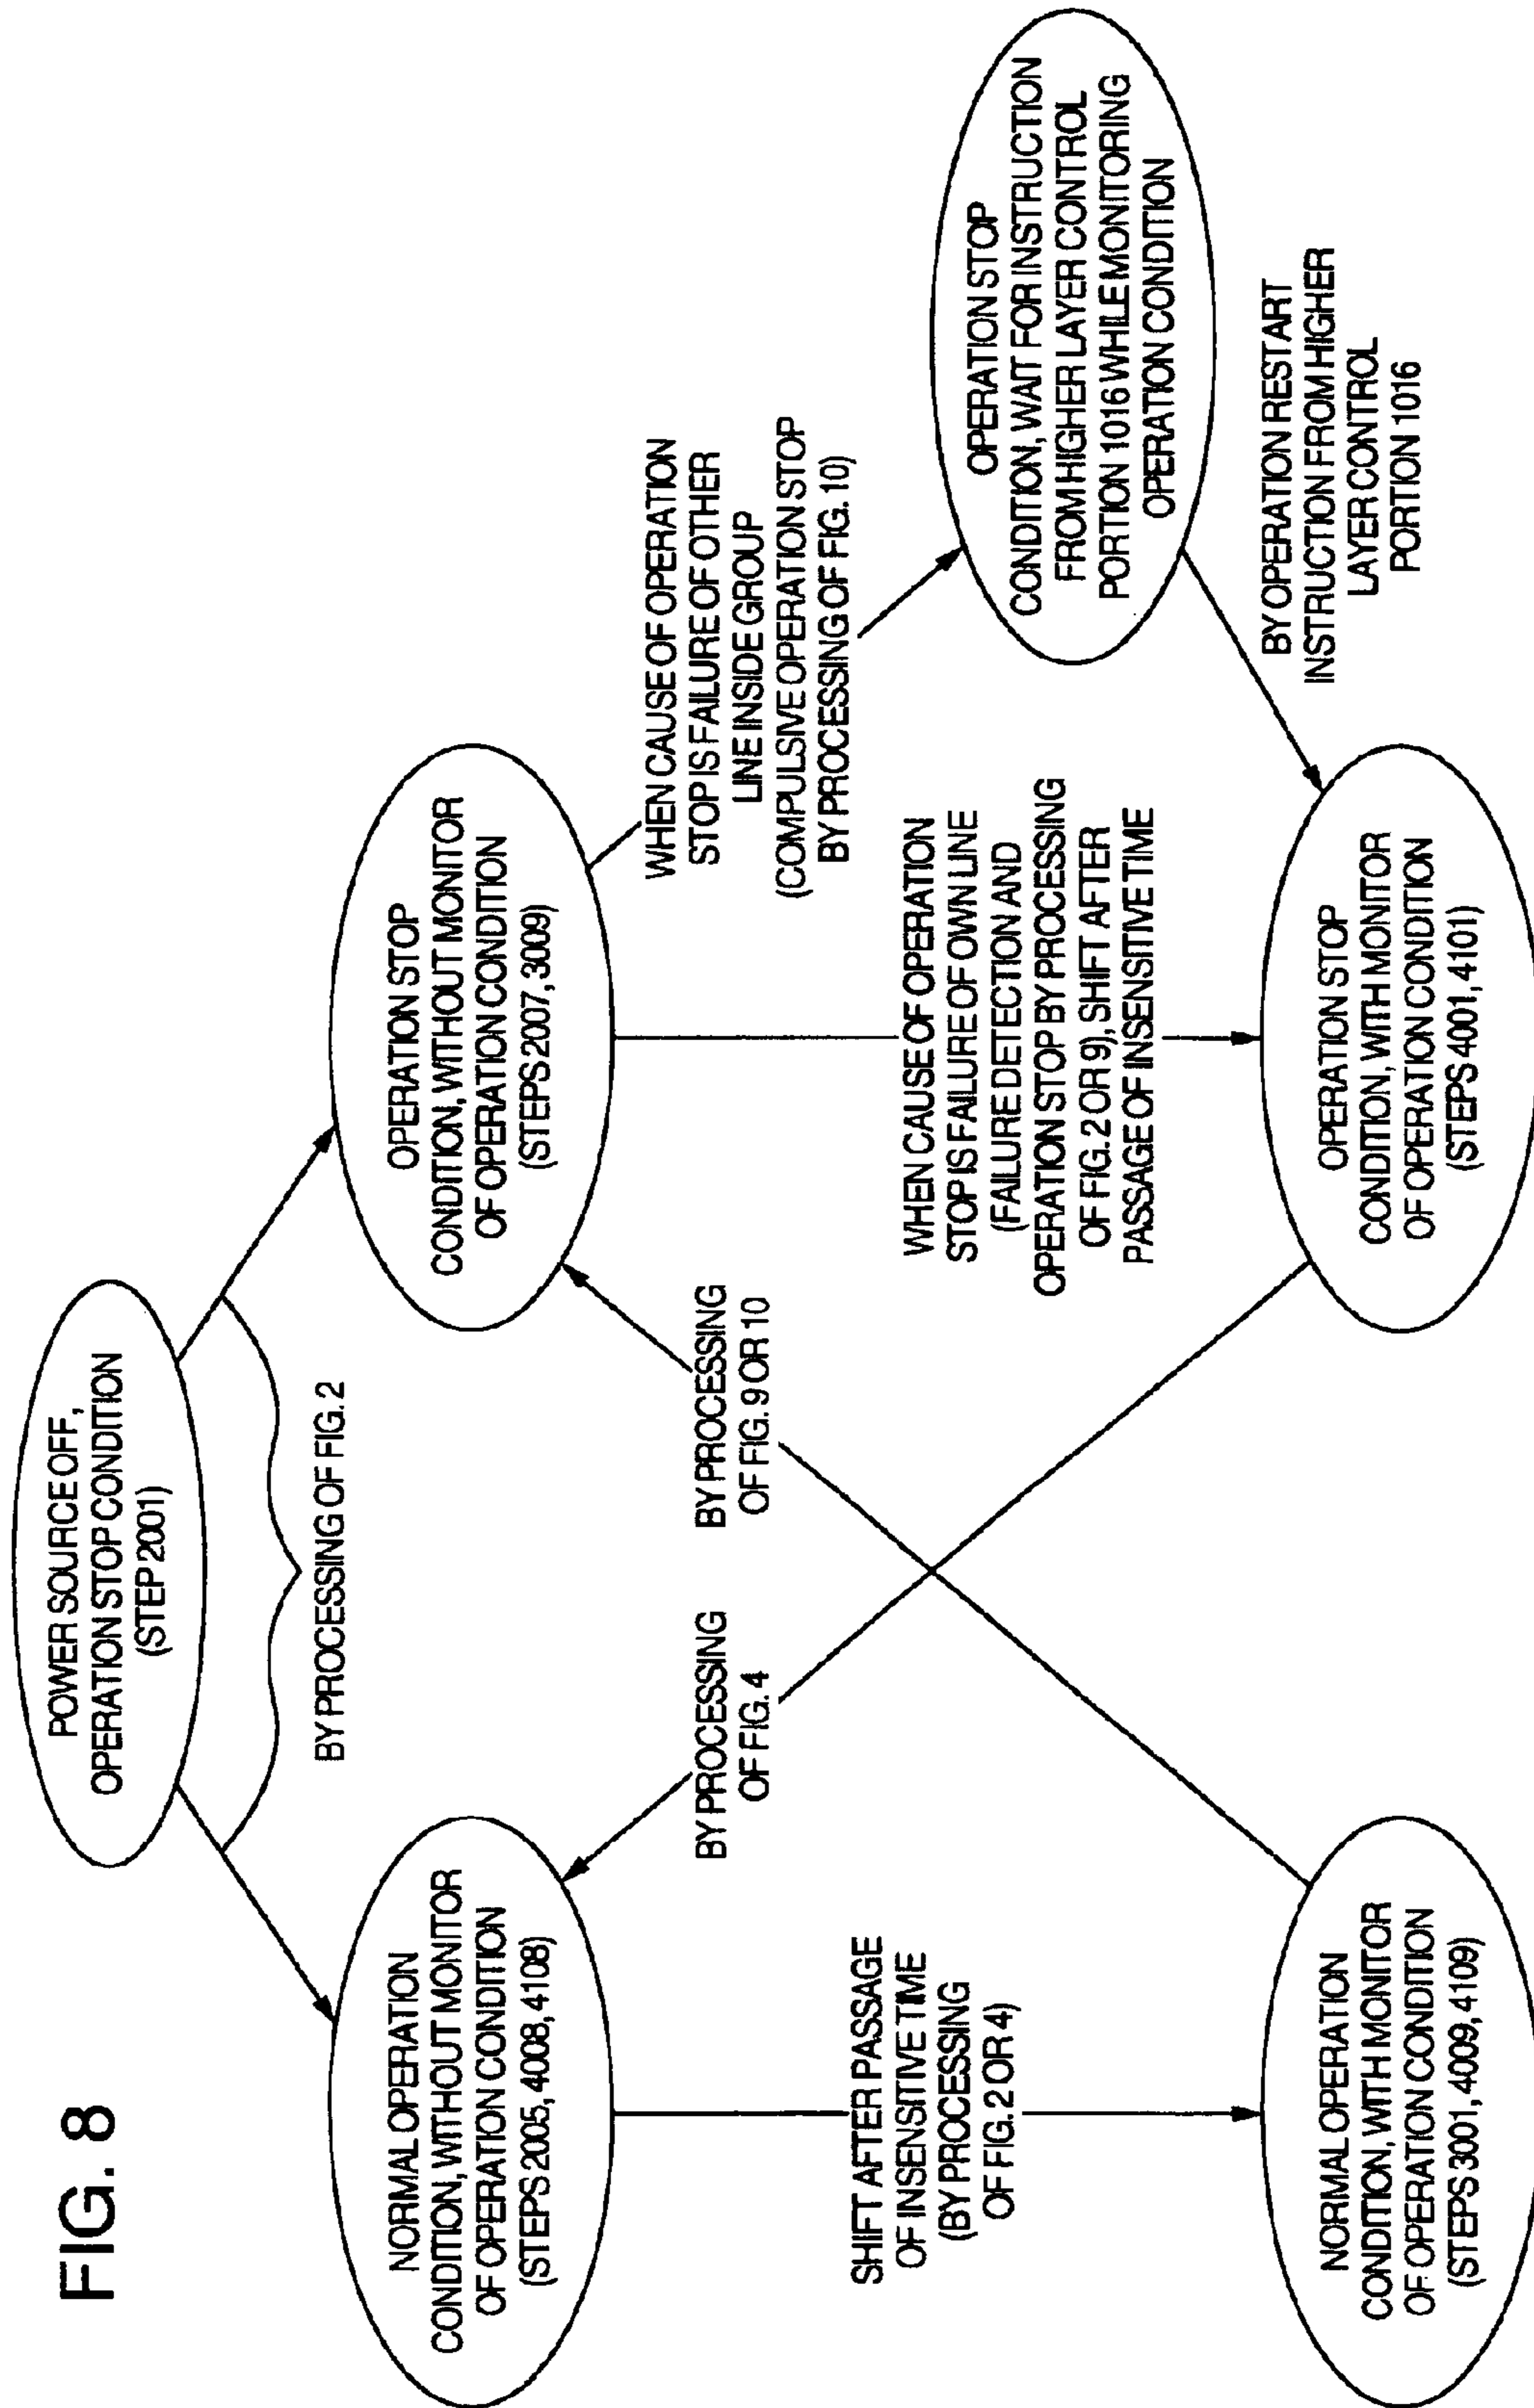 FIG. 8
POWER SOURCE OFF,
OPERATION STOP CONDITION
(STEP 2001)
BY PROCESSING OF FIG. 2
NORMAL OPERATION
CONDITION, WITHOUT MONITOR
OF OPERATION CONDITION
(STEPS 2005, 4008, 4108)
OPERATION STOP
CONDITION, WITHOUT MONITOR
OF OPERATION CONDITION
(STEPS 2007, 3009)
BY PROCESSING
OF FIG. 4
BY PROCESSING
OF FIG. 9 OR 10
WHEN CAUSE OF OPERATION
STOP IS FAILURE OF OTHER
LINE INSIDE GROUP
(COMPULSIVE OPERATION STOP
BY PROCESSING OF FIG. 10)
SHIFT AFTER PASSAGE
OF INSENSITIVE TIME
(BY PROCESSING
OF FIG. 2 OR 4)
WHEN CAUSE OF OPERATION
STOP IS FAILURE OF OWN LINE
(FAILURE DETECTION AND
OPERATION STOP BY PROCESSING
OF FIG. 2 OR 9), SHIFT AFTER
PASSAGE OF INSENSITIVE TIME
OPERATION STOP
CONDITION, WAIT FOR INSTRUCTION
FROM HIGHER LAYER CONTROL
PORTION 1016 WHILE MONITORING
OPERATION CONDITION
BY OPERATION RESTART
INSTRUCTION FROM HIGHER
LAYER CONTROL
PORTION 1016
NORMAL OPERATION
CONDITION, WITH MONITOR
OF OPERATION CONDITION
(STEPS 3001, 4009, 4109)
OPERATION STOP
CONDITION, WITH MONITOR
OF OPERATION CONDITION
(STEPS 4001, 4101)